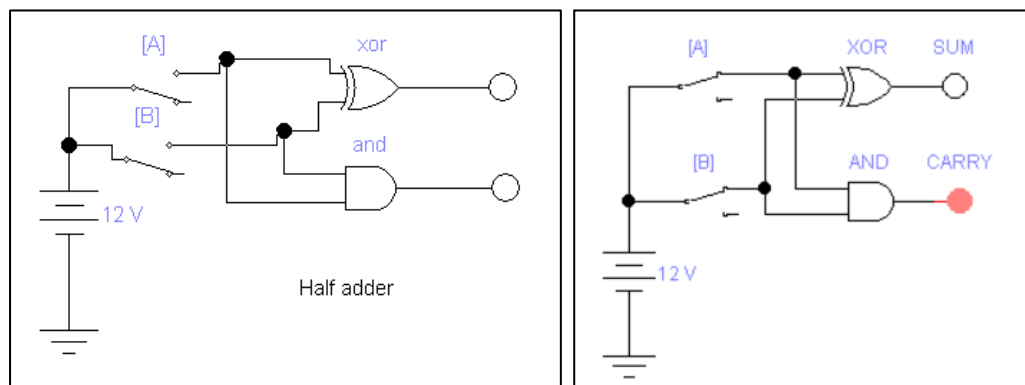 [A]
xor
[B]
and
12 V
Half adder
[A]
XOR
SUM
[B]
AND
CARRY
12 V